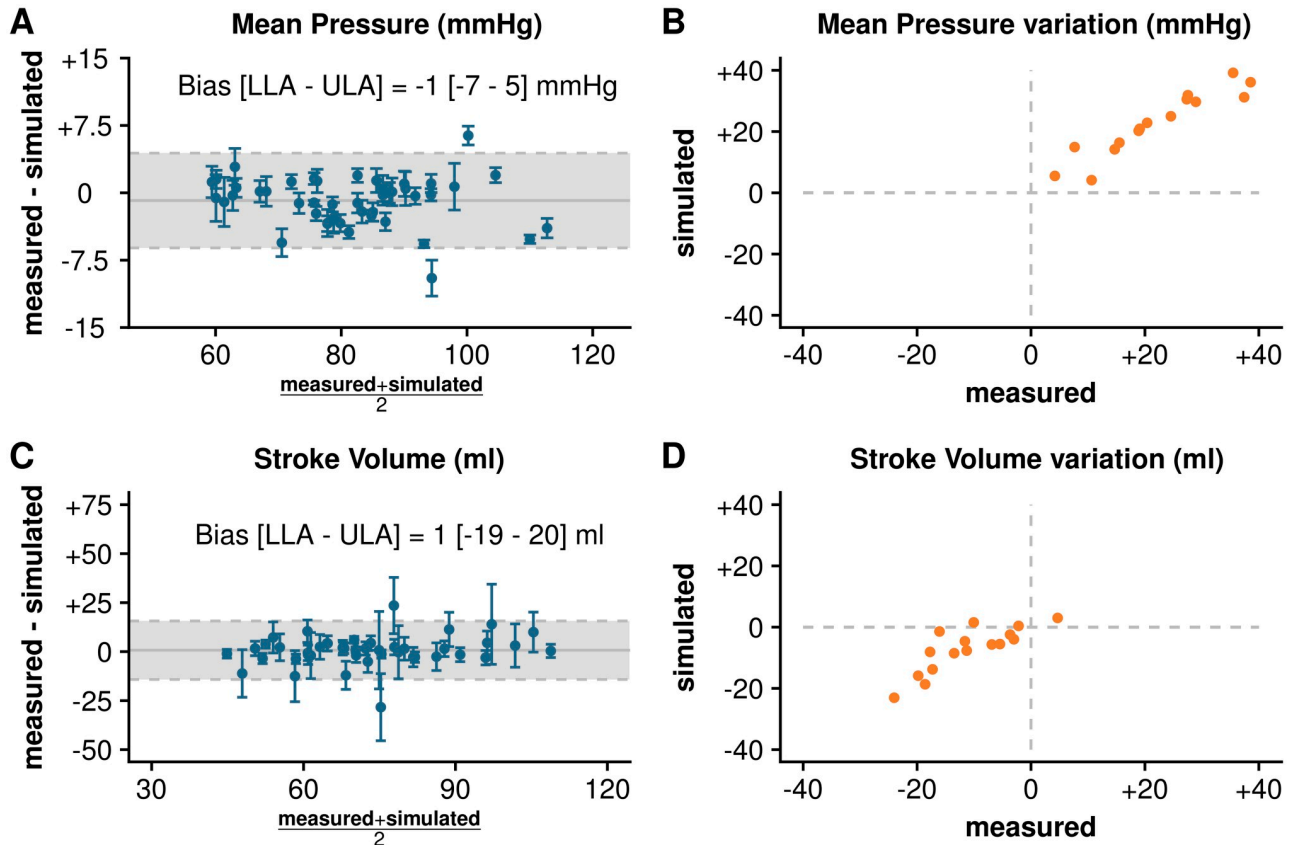 A
Mean Pressure (mmHg)
measured - simulated
+15
+7.5
0
-7.5
-15
Bias [LLA - ULA] = -1 [-7 - 5] mmHg
60
80
100
120
measured+simulated
2
B
Mean Pressure variation (mmHg)
simulated
+40
+20
0
-20
-40
-40
-20
0
+20
+40
measured
C
Stroke Volume (ml)
measured - simulated
+75
+50
+25
0
-25
-50
Bias [LLA - ULA] = 1 [-19 - 20] ml
30
60
90
120
measured+simulated
2
D
Stroke Volume variation (ml)
simulated
+40
+20
0
-20
-40
-40
-20
0
+20
+40
measured